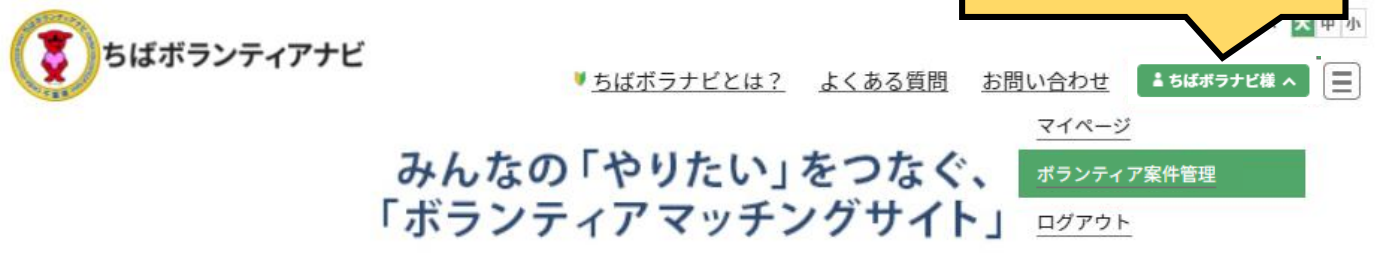 大 中 小
ちばボランティアナビ
ちばボラナビとは？ よくある質問 お問い合わせ ちばボラナビ様
マイページ
ボランティア案件管理
ログアウト
みんなの「やりたい」をつなぐ、
「ボランティアマッチングサイト」